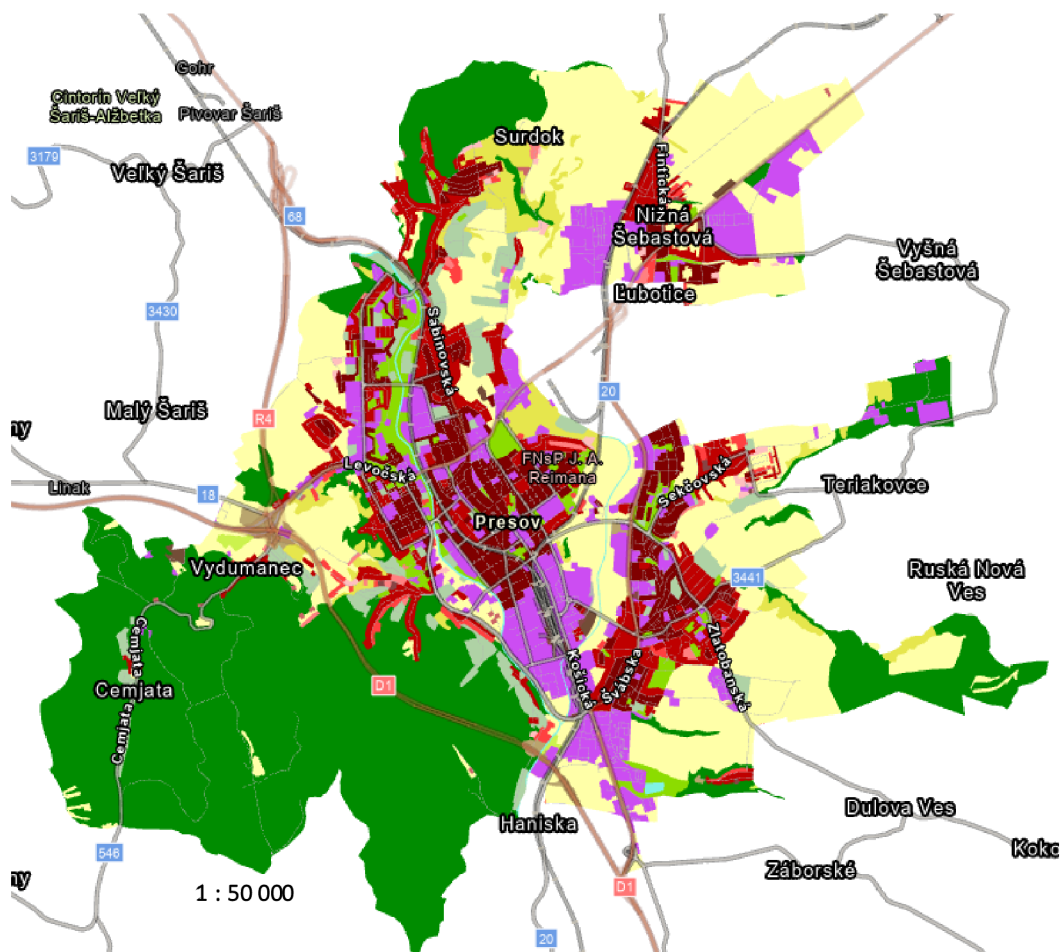 Gohr
Cintorín Veľký
Šariš-Alžbetka
Pivovar Šariš
Surdok
3179
Veľký Šariš
Fintická
68
Nižná
Šebastová
Vyšná
Šebastová
Ľubotice
3430
Sabinovská
20
Malý Šariš
R4
ny
Levočská
FNsP J. A.
Reimana
Sekčovská
Linak
18
Teriakovce
Presov
Vydumanec
3441
Ruská Nová
Ves
Cemjata
Zlatobanská
Košická
Švábska
D1
Cemjata
Cemjata
Haniska
Dulova Ves
546
Koko
Záborské
ny
1 : 50 000
D1
20